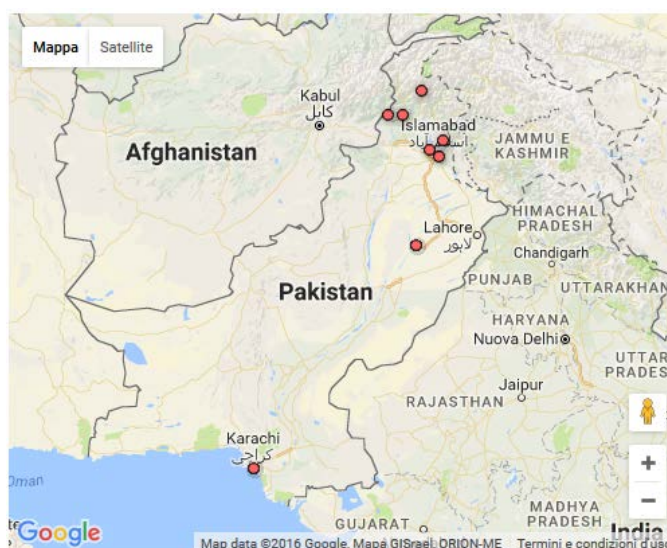 Mappa Satellite
Kabul
کابل
Afghanistan
Islamabad
JAMMU E
KASHMIR
HIMACHAL
PRADESH
Lahore
لاہور
Chandigarh
Pakistan
PUNJAB
UTTARAKHAN
HARYANA
Nuova Delhi
UTTAR
PRADES
Jaipur
RAJASTHAN
Karachi
کراچی
Oman
MADHYA
PRADESH
GUJARAT
India
Google
Map data ©2016 Google, Mapa GISrael, ORION-ME Termini e condizioni d'uso